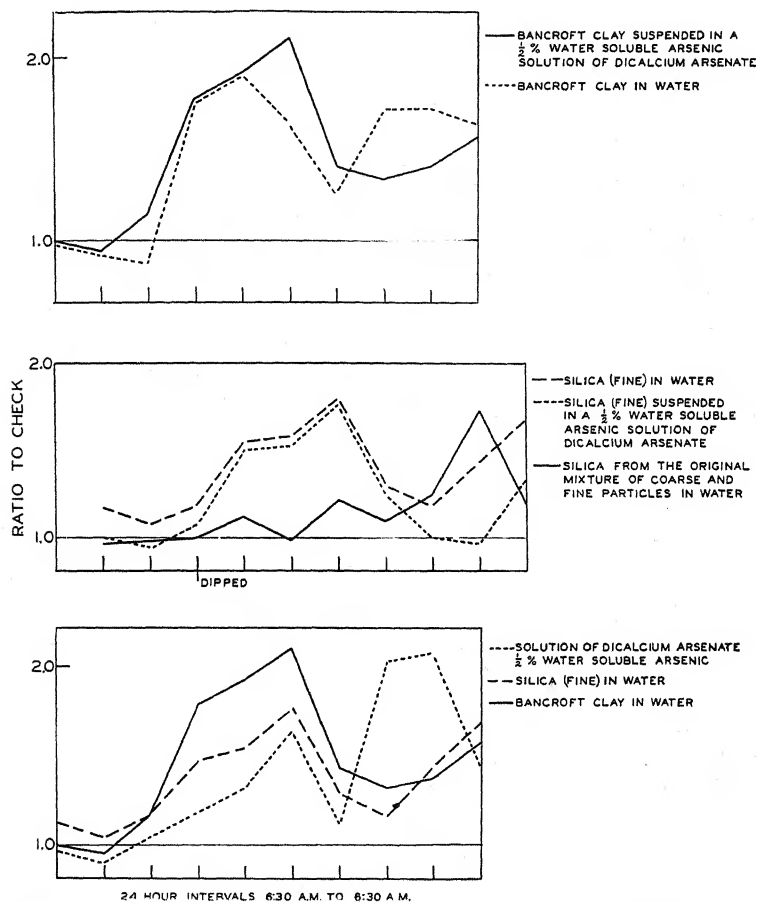 2.0
1.0
BANCROFT CLAY SUSPENDED IN A
½% WATER SOLUBLE ARSENIC
SOLUTION OF DICALCIUM ARSENATE
BANCROFT CLAY IN WATER
RATIO TO CHECK
2.0
1.0
DIPPED
SILICA (FINE) IN WATER
SILICA (FINE) SUSPENDED
IN A ½% WATER SOLUBLE
ARSENIC SOLUTION OF
DICALCIUM ARSENATE
SILICA FROM THE ORIGINAL
MIXTURE OF COARSE AND
FINE PARTICLES IN WATER
2.0
1.0
SOLUTION OF DICALCIUM ARSENATE
½% WATER SOLUBLE ARSENIC
SILICA (FINE) IN WATER
BANCROFT CLAY IN WATER
24 HOUR INTERVALS 6:30 A.M. TO 6:30 A.M.